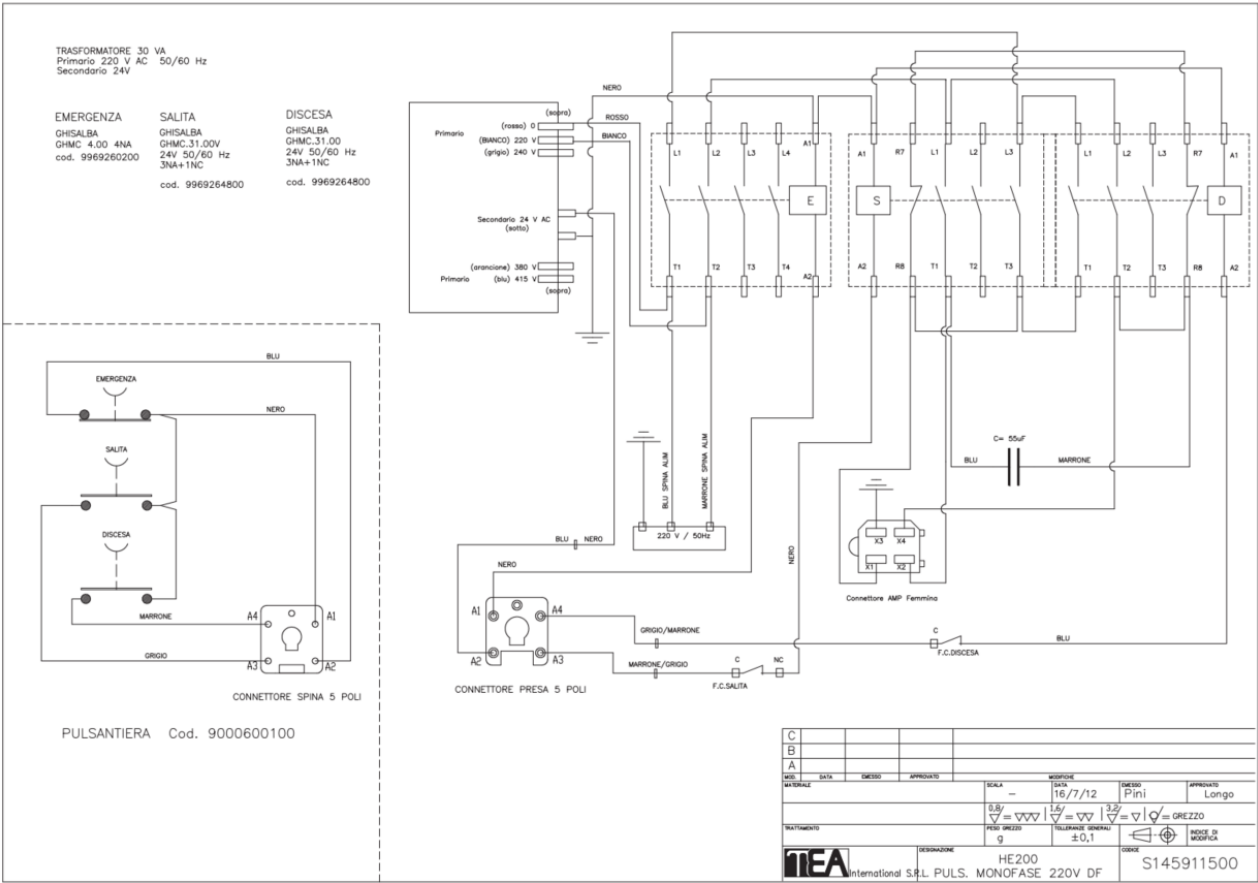 TRASFORMATORE 30 VA
Primario 220 V AC 50/60 Hz
Secondario 24V
EMERGENZA
GHISALBA
GHMC 4.00 4NA
cod. 9969260200
SALITA
GHISALBA
GHMC.31.00V
24V 50/60 Hz
3NA+1NC
cod. 9969264800
DISCESA
GHISALBA
GHMC.31.00
24V 50/60 Hz
3NA+1NC
cod. 9969264800
Primario
(sopra)
(rosso) 0
(BIANCO) 220 V
(grigio) 240 V
Secondario 24 V AC
(sotto)
(arancione) 380 V
Primario (blu) 415 V
(sopra)
NERO
ROSSO
BIANCO
L1 L2 L3 L4 A1
E
T1 T2 T3 T4 A2
A1 R7 L1 L2 L3
S
A2 R8 T1 T2 T3
L1 L2 L3 R7 A1
D
T1 T2 T3 R8 A2
BLU
EMERGENZA
NERO
SALITA
DISCESA
MARRONE
GRIGIO
A4 A1
A3 A2
CONNETTORE SPINA 5 POLI
PULSANTIERA Cod. 9000600100
BLU SPINA ALIM
MARRONE SPINA ALIM
220 V / 50Hz
BLU NERO
NERO
NERO
A1 A4
A2 A3
CONNETTORE PRESA 5 POLI
C= 55uF
BLU MARRONE
X3 X4
X1 X2
Connettore AMP Femmina
GRIGIO/MARRONE
C
F.C.DISCESA
BLU
MARRONE/GRIGIO
C NC
F.C.SALITA
C
B
A
MOD. DATA EMESSO APPROVATO MODIFICHE
MATERIALE
SCALA
-
DATA
16/7/12
EMESSO
Pini
APPROVATO
Longo
0,8/ = 1,6/ = 3,2/ = = GREZZO
TRATTAMENTO
PESO GREZZO
g
TOLLERANZE GENERALI
±0,1
INDICE DI
MODIFICA
TEA International S.R.L.
DESIGNAZIONE
HE200
PULS. MONOFASE 220V DF
CODICE
S145911500